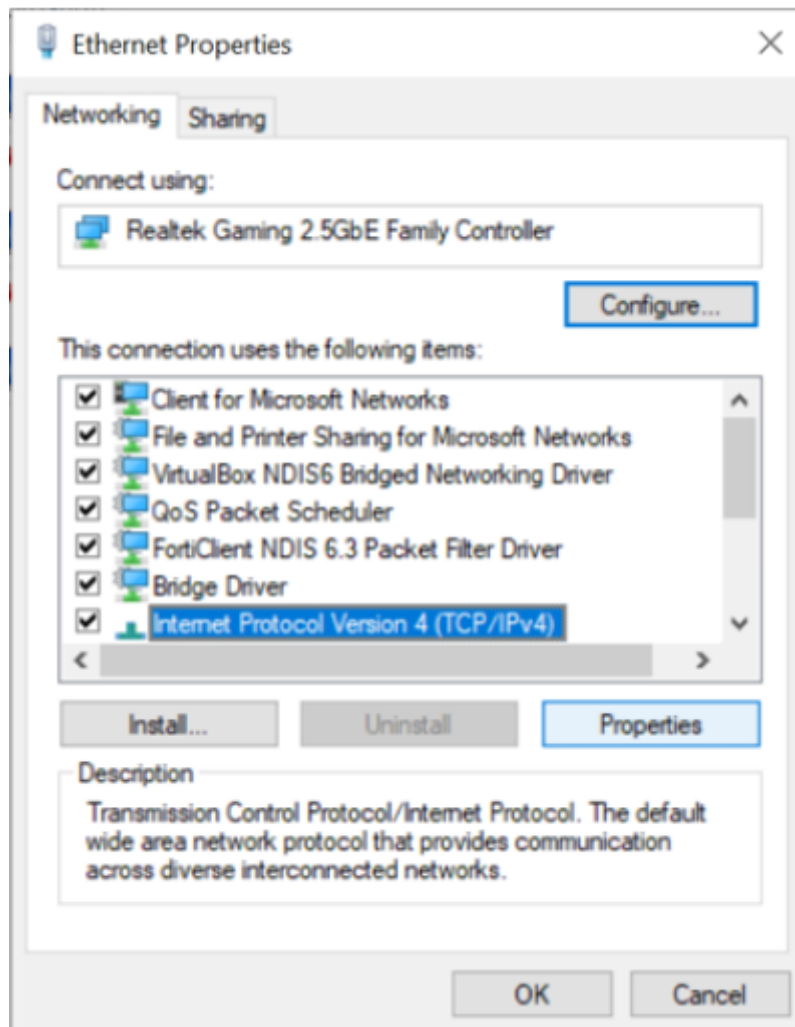 Ethernet Properties
Networking
Sharing
Connect using:
Realtek Gaming 2.5GbE Family Controller
Configure...
This connection uses the following items:
Client for Microsoft Networks
File and Printer Sharing for Microsoft Networks
VirtualBox NDIS6 Bridged Networking Driver
QoS Packet Scheduler
FortiClient NDIS 6.3 Packet Filter Driver
Bridge Driver
Internet Protocol Version 4 (TCP/IPv4)
Install...
Uninstall
Properties
Description
Transmission Control Protocol/Internet Protocol. The default
wide area network protocol that provides communication
across diverse interconnected networks.
OK
Cancel